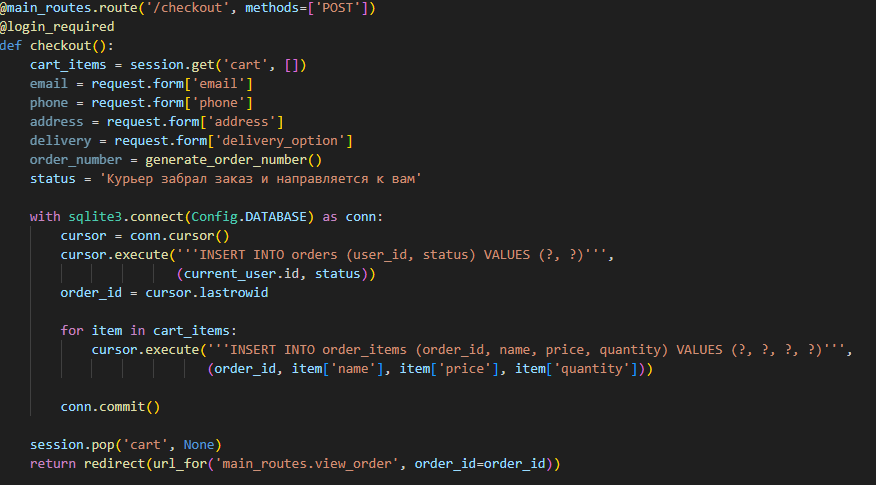 @main_routes.route('/checkout', methods=['POST'])
@login_required
def checkout():
    cart_items = session.get('cart', [])
    email = request.form['email']
    phone = request.form['phone']
    address = request.form['address']
    delivery = request.form['delivery_option']
    order_number = generate_order_number()
    status = 'Курьер забрал заказ и направляется к вам'

    with sqlite3.connect(Config.DATABASE) as conn:
        cursor = conn.cursor()
        cursor.execute('''INSERT INTO orders (user_id, status) VALUES (?, ?)''',
                       (current_user.id, status))
        order_id = cursor.lastrowid

        for item in cart_items:
            cursor.execute('''INSERT INTO order_items (order_id, name, price, quantity) VALUES (?, ?, ?, ?)''',
                           (order_id, item['name'], item['price'], item['quantity']))

        conn.commit()

    session.pop('cart', None)
    return redirect(url_for('main_routes.view_order', order_id=order_id))